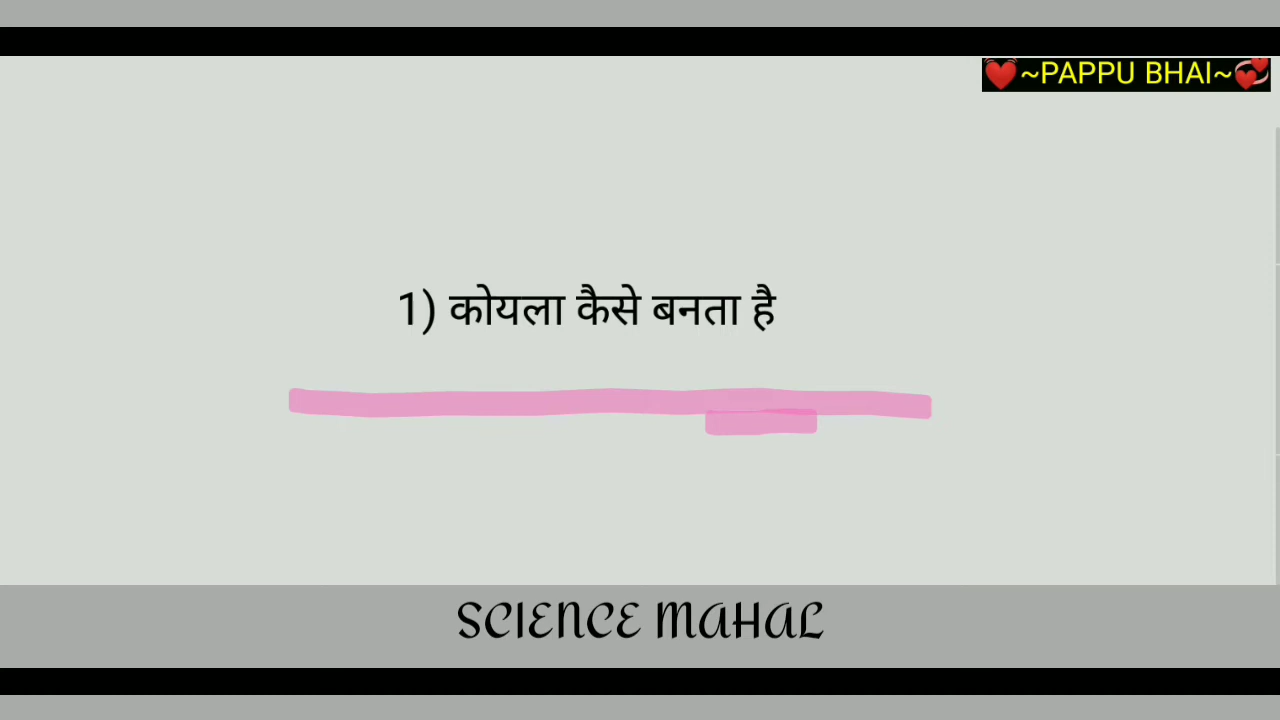 ❤️~PAPPU BHAI~💞
1) कोयला कैसे बनता है
SCIENCE MAHAL